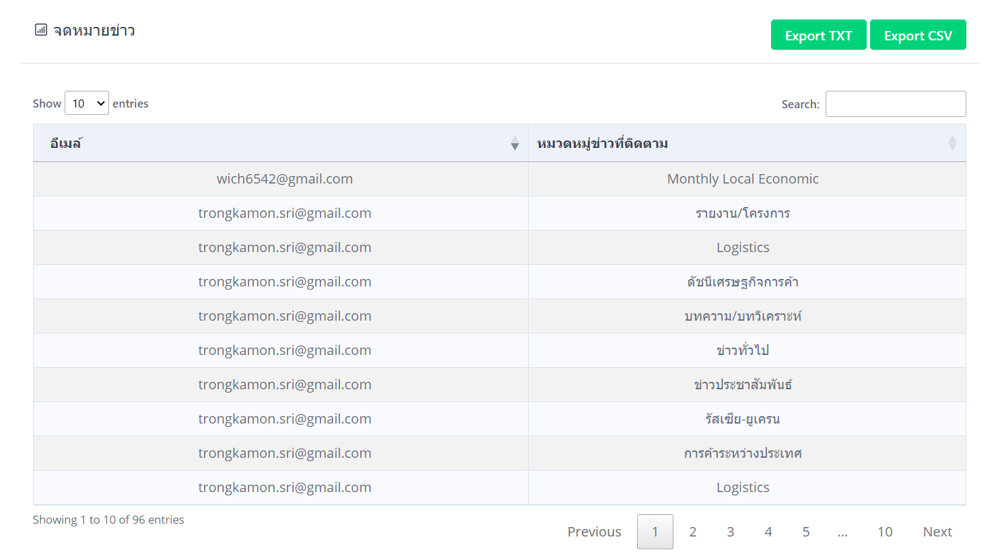 จดหมายข่าว
Export TXT Export CSV
Show 10 entries Search:
อีเมล์ หมวดหมู่ข่าวที่ติดตาม
wich6542@gmail.com Monthly Local Economic
trongkamon.sri@gmail.com รายงาน/โครงการ
trongkamon.sri@gmail.com Logistics
trongkamon.sri@gmail.com ดัชนีเศรษฐกิจการค้า
trongkamon.sri@gmail.com บทความ/บทวิเคราะห์
trongkamon.sri@gmail.com ข่าวทั่วไป
trongkamon.sri@gmail.com ข่าวประชาสัมพันธ์
trongkamon.sri@gmail.com รัสเซีย-ยูเครน
trongkamon.sri@gmail.com การค้าระหว่างประเทศ
trongkamon.sri@gmail.com Logistics
Showing 1 to 10 of 96 entries
Previous 1 2 3 4 5 ... 10 Next